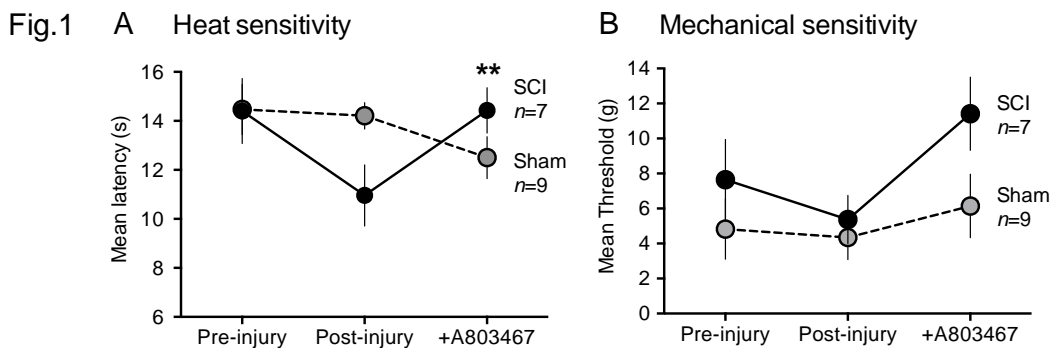 Fig.1
A Heat sensitivity
Mean latency (s)
16
14
12
10
8
6
**
SCI
n=7
Sham
n=9
Pre-injury Post-injury +A803467
B Mechanical sensitivity
Mean Threshold (g)
14
12
10
8
6
4
2
0
SCI
n=7
Sham
n=9
Pre-injury Post-injury +A803467